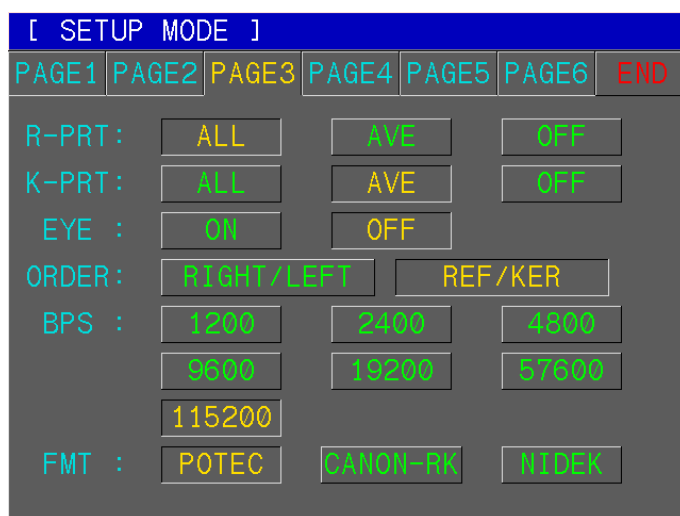 [ SETUP MODE ]
PAGE1 PAGE2 PAGE3 PAGE4 PAGE5 PAGE6 END
R-PRT: ALL AVE OFF
K-PRT: ALL AVE OFF
EYE : ON OFF
ORDER: RIGHT/LEFT REF/KER
BPS : 1200 2400 4800
9600 19200 57600
115200
FMT : POTEC CANON-RK NIDEK